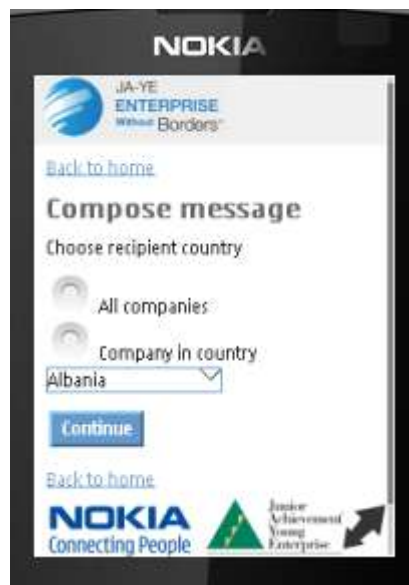 NOKIA
JA-YE
ENTERPRISE
Without Borders
Back to home
Compose message
Choose recipient country
All companies
Company in country
Albania
Continue
Back to home
NOKIA
Connecting People
Junior
Achievement
Young
Enterprise